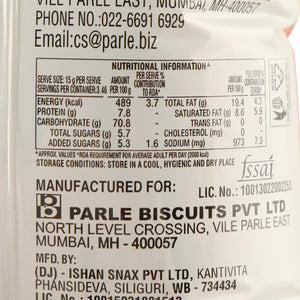 VILE PARLE EAST, MUMBAI, MH-400057
PHONE NO.:022-6691 6929
Email:cs@parle.biz
NUTRITIONAL INFORMATION^
SERVE SIZE: 15 g PER SERVE
SERVINGS PER CONTAINER:3.46
AMOUNT PER 100 g
PER SERVE % CONTRIBUTION TO RDA*
AMOUNT PER 100 g
PER SERVE % CONTRIBUTION TO RDA*
ENERGY (kcal) 489 3.7 TOTAL FAT (g) 19.4 4.3
PROTEIN (g) 7.8 SATURATED FAT (g) 8.6 5.9
CARBOHYDRATE (g) 70.8 TRANS FAT (g) 0
TOTAL SUGARS (g) 5.7 CHOLESTEROL (mg) 0
ADDED SUGARS (g) 5.3 1.6 SODIUM (mg) 973 7.3
^APPROX. VALUES *RDA REQUIREMENT FOR AVERAGE ADULT PER DAY (2000 kcal)
STORAGE CONDITIONS: STORE IN A COOL, HYGIENIC AND DRY PLACE
fssai
MANUFACTURED FOR:
LIC. No.: 10013022002253
PARLE BISCUITS PVT LTD
NORTH LEVEL CROSSING, VILE PARLE EAST
MUMBAI, MH - 400057
MFD. BY:
(DJ) - ISHAN SNAX PVT LTD, KANTIVITA
PHANSIDEVA, SILIGURI, WB - 734434
LIC. No.: